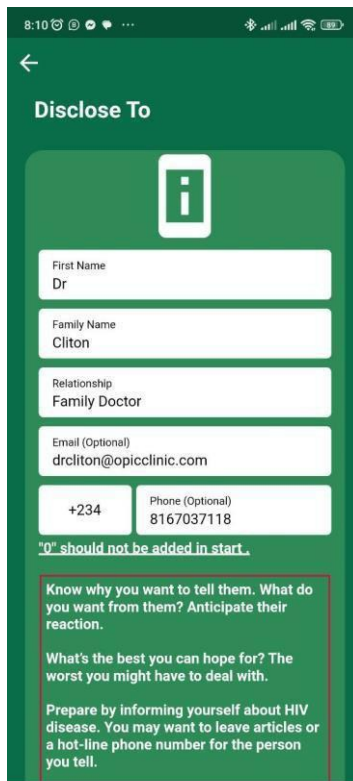 8:10
89
Disclose To
First Name
Dr
Family Name
Cliton
Relationship
Family Doctor
Email (Optional)
drcliton@opicclinic.com
+234
Phone (Optional)
8167037118
"0" should not be added in start .
Know why you want to tell them. What do
you want from them? Anticipate their
reaction.
What's the best you can hope for? The
worst you might have to deal with.
Prepare by informing yourself about HIV
disease. You may want to leave articles or
a hot-line phone number for the person
you tell.